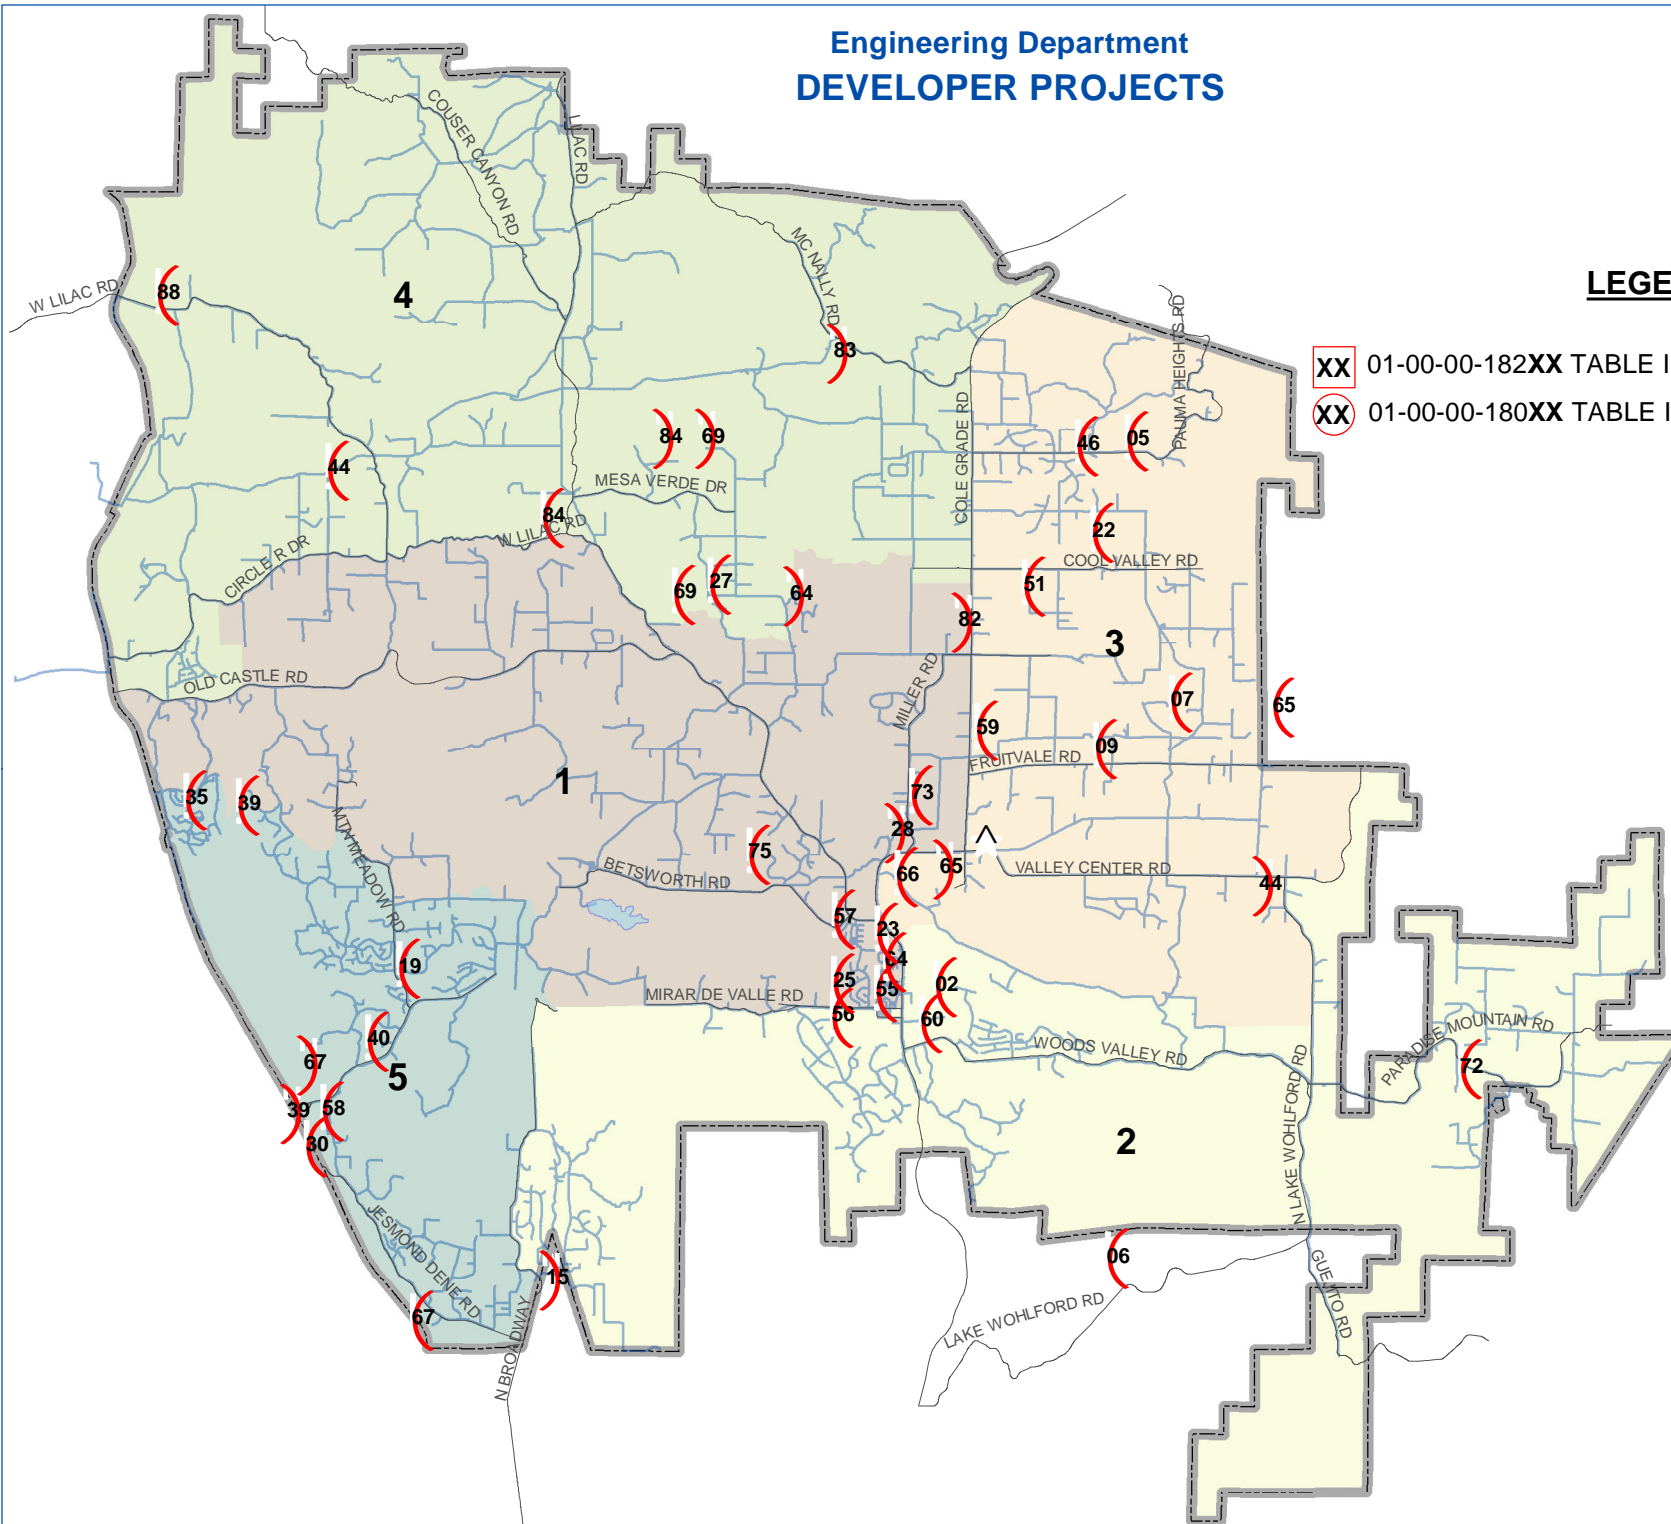 Engineering Department
DEVELOPER PROJECTS
LEGE
XX 01-00-00-182XX TABLE I
XX 01-00-00-180XX TABLE I
COUSER CANYON RD
LILAC RD
MC NALLY RD
W LILAC RD
88
4
83
PAUMA HEIGHTS RD
COLE GRADE RD
84
69
46
05
44
MESA VERDE DR
84
W LILAC RD
22
CIRCLE R DR
COOL VALLEY RD
69
27
64
51
82
3
OLD CASTLE RD
MILLER RD
07
65
59
09
FRUITVALE RD
1
35
39
73
MTN MEADOW RD
28
75
BETSWORTH RD
66
65
VALLEY CENTER RD
44
57
23
64
19
25
55
02
MIRAR DE VALLE RD
56
60
40
WOODS VALLEY RD
PARADISE MOUNTAIN RD
67
5
72
39
58
30
2
N LAKE WOHLFORD RD
JESMOND DENE RD
15
06
67
N BROADWAY
LAKE WOHLFORD RD
RD